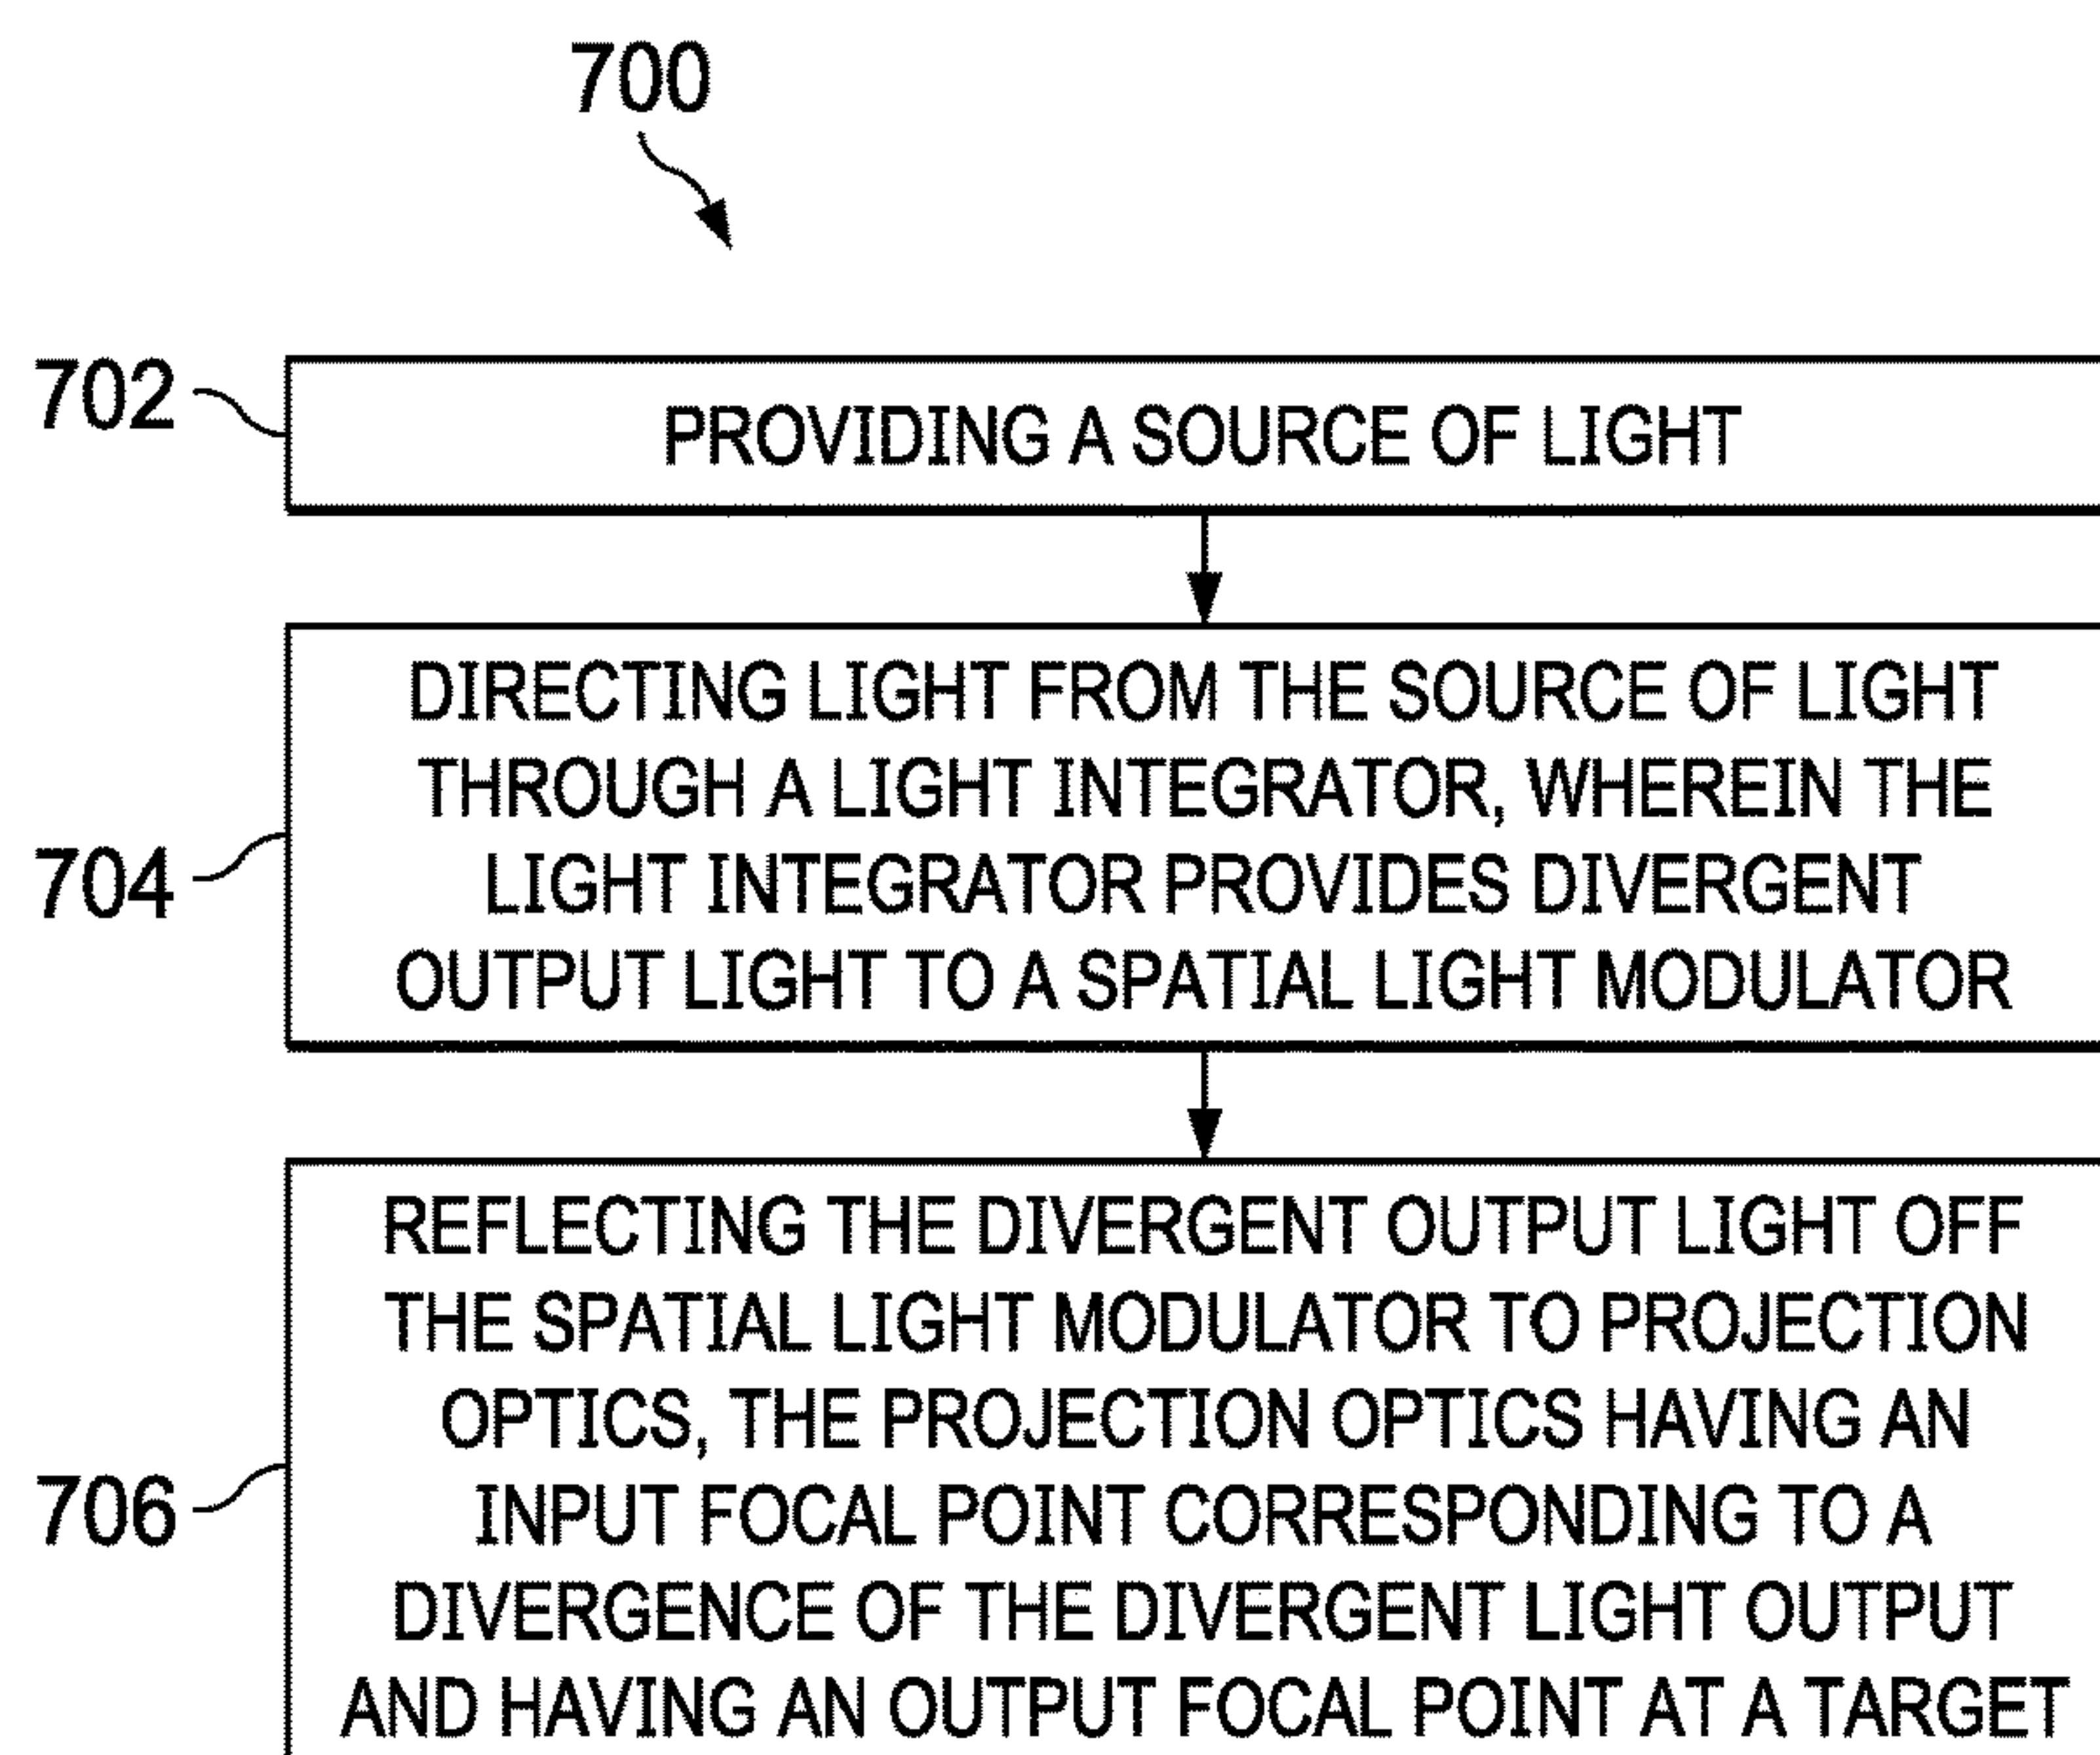 700
702
PROVIDING A SOURCE OF LIGHT
704
DIRECTING LIGHT FROM THE SOURCE OF LIGHT
THROUGH A LIGHT INTEGRATOR, WHEREIN THE
LIGHT INTEGRATOR PROVIDES DIVERGENT
OUTPUT LIGHT TO A SPATIAL LIGHT MODULATOR
706
REFLECTING THE DIVERGENT OUTPUT LIGHT OFF
THE SPATIAL LIGHT MODULATOR TO PROJECTION
OPTICS, THE PROJECTION OPTICS HAVING AN
INPUT FOCAL POINT CORRESPONDING TO A
DIVERGENCE OF THE DIVERGENT LIGHT OUTPUT
AND HAVING AN OUTPUT FOCAL POINT AT A TARGET